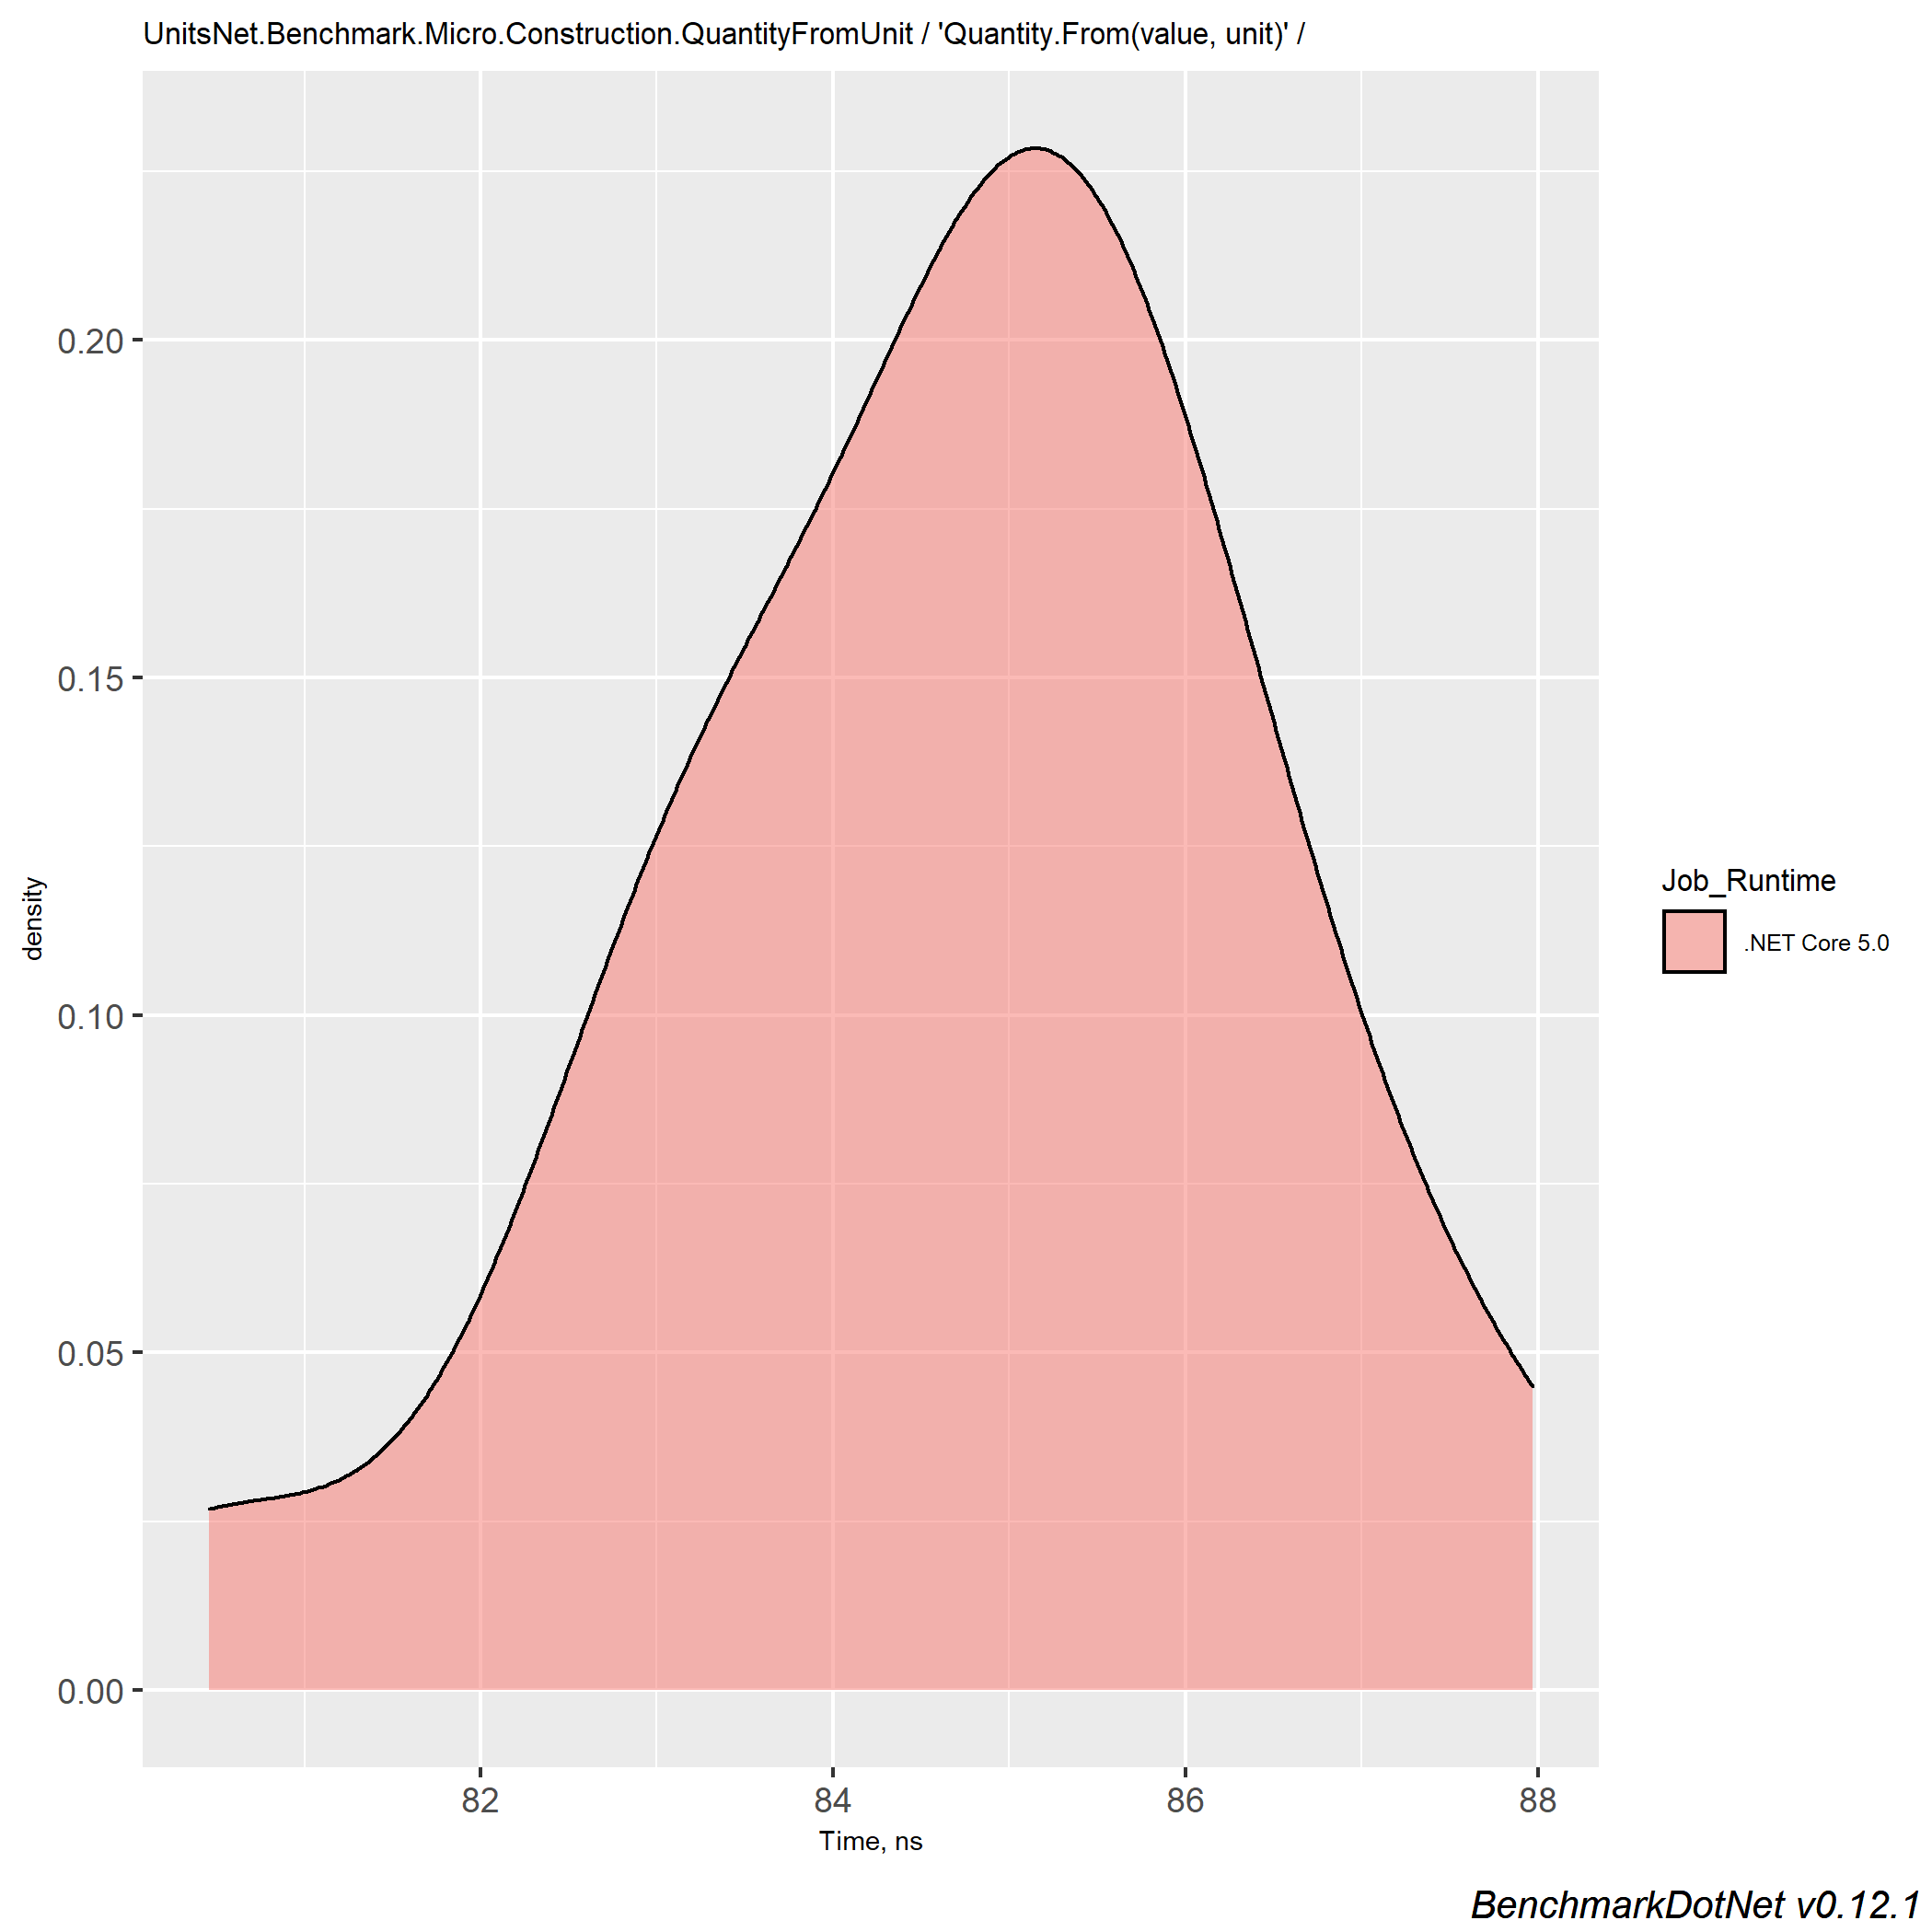 UnitsNet.Benchmark.Micro.Construction.QuantityFromUnit / 'Quantity.From(value, unit)' /
density
0.20
0.15
0.10
0.05
0.00
82 84 86 88
Time, ns
Job_Runtime
.NET Core 5.0
BenchmarkDotNet v0.12.1